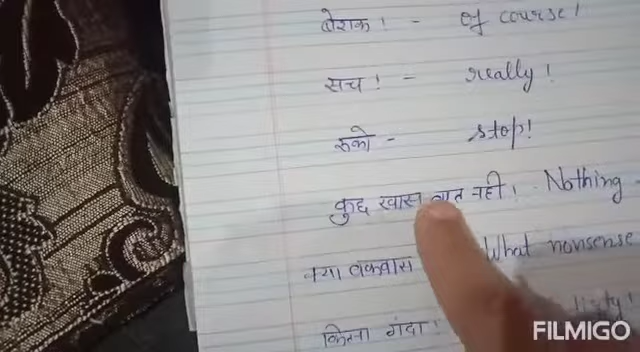 बेशक! - Of course!
सच! - really!
रुको - stop!
कुछ खास बात नही। - Nothing -
क्या बकवास What nonsense
कितना गंदा!
FILMIGO